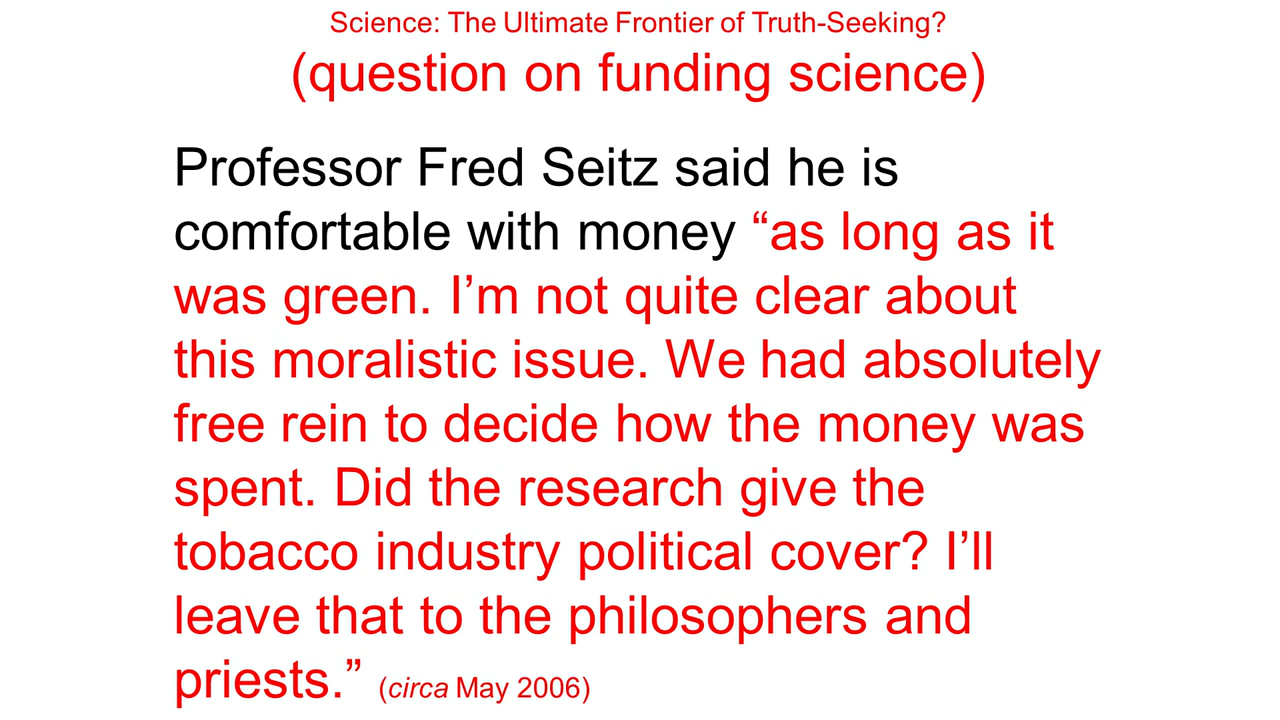 Science: The Ultimate Frontier of Truth-Seeking?
(question on funding science)
Professor Fred Seitz said he is
comfortable with money “as long as it
was green. I’m not quite clear about
this moralistic issue. We had absolutely
free rein to decide how the money was
spent. Did the research give the
tobacco industry political cover? I’ll
leave that to the philosophers and
priests.” (circa May 2006)